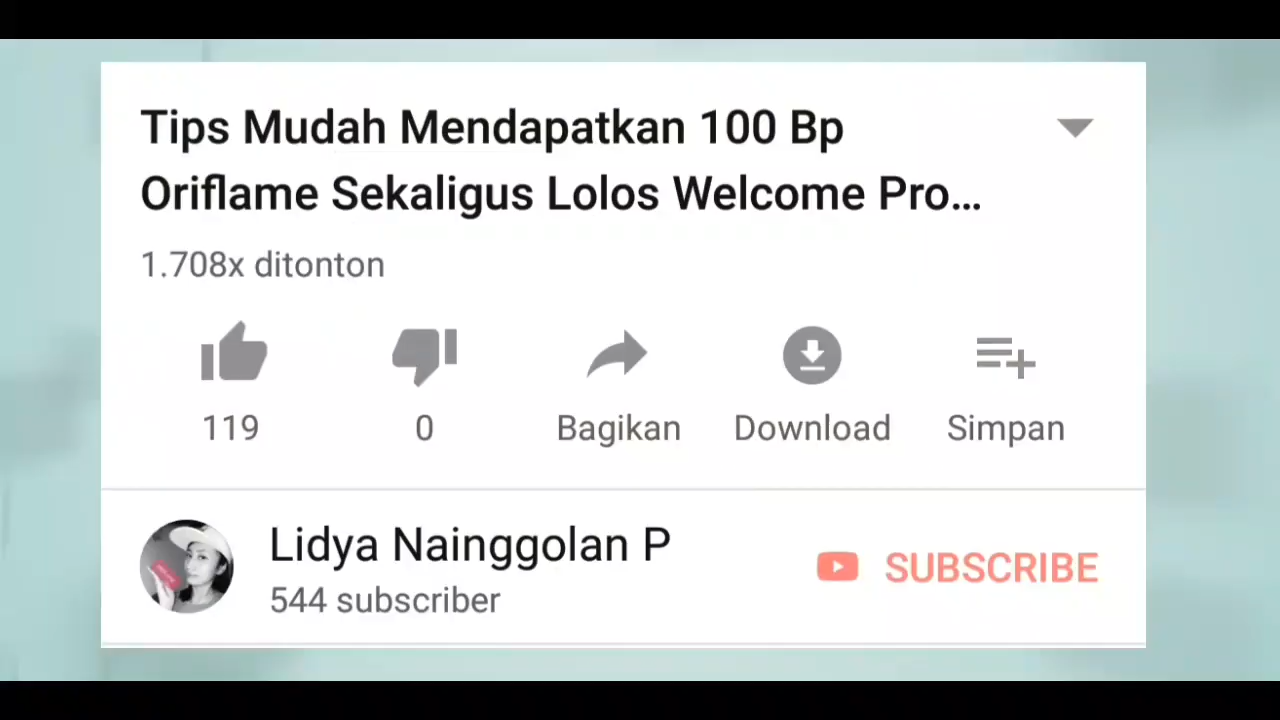 Tips Mudah Mendapatkan 100 Bp
Oriflame Sekaligus Lolos Welcome Pro...
1.708x ditonton
119 0 Bagikan Download Simpan
Lidya Nainggolan P
544 subscriber
SUBSCRIBE